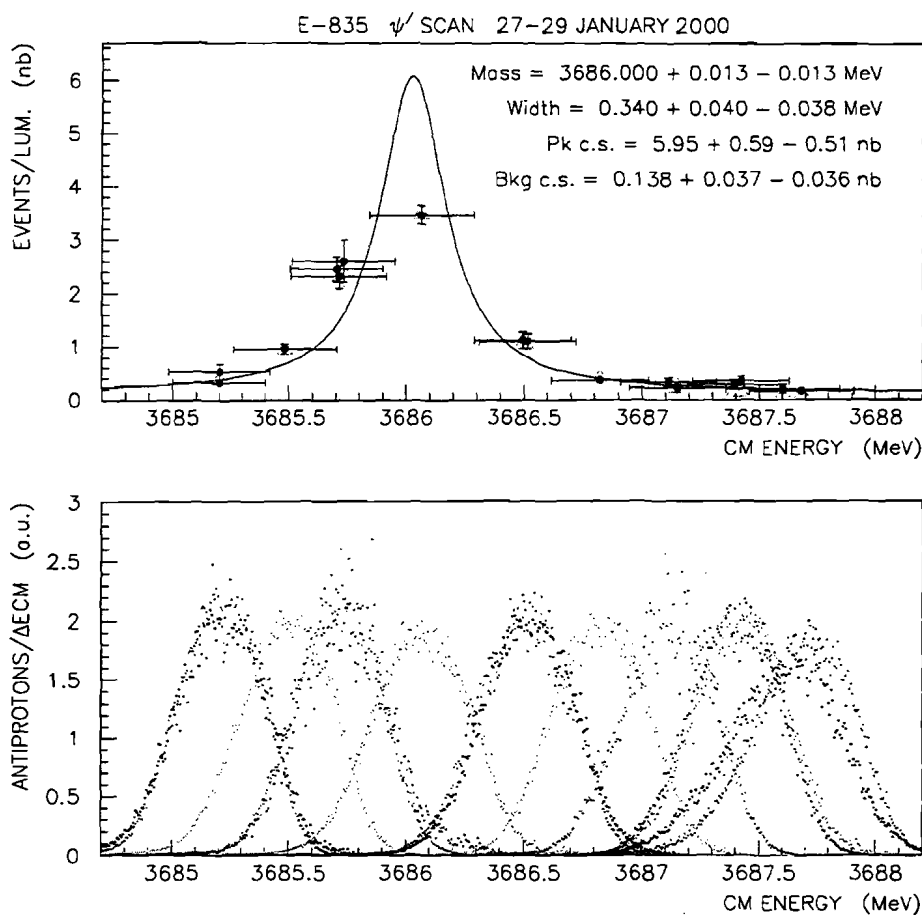 E-835 ψ′ SCAN 27-29 JANUARY 2000
EVENTS/LUM. (nb)
Mass = 3686.000 + 0.013 - 0.013 MeV
Width = 0.340 + 0.040 - 0.038 MeV
Pk c.s. = 5.95 + 0.59 - 0.51 nb
Bkg c.s. = 0.138 + 0.037 - 0.036 nb
6
5
4
3
2
1
0
3685 3685.5 3686 3686.5 3687 3687.5 3688
CM ENERGY (MeV)
ANTIPROTONS/ΔECM (a.u.)
3
2.5
2
1.5
1
0.5
0
3685 3685.5 3686 3686.5 3687 3687.5 3688
CM ENERGY (MeV)